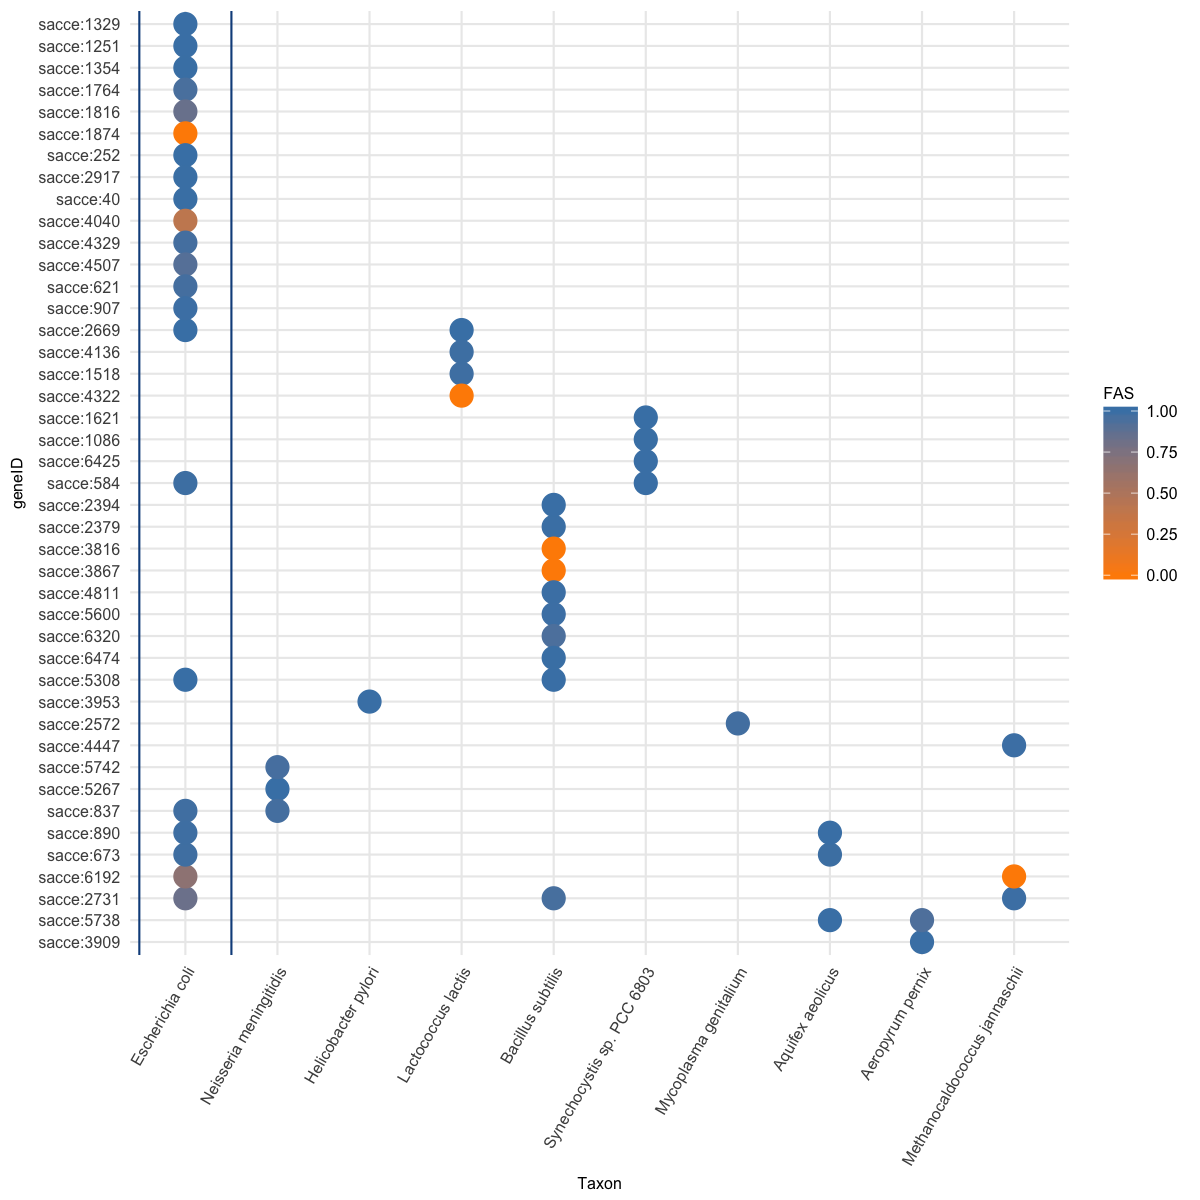 sacce:1329
sacce:1251
sacce:1354
sacce:1764
sacce:1816
sacce:1874
sacce:252
sacce:2917
sacce:40
sacce:4040
sacce:4329
sacce:4507
sacce:621
sacce:907
sacce:2669
sacce:4136
sacce:1518
sacce:4322
sacce:1621
sacce:1086
sacce:6425
sacce:584
sacce:2394
sacce:2379
sacce:3816
sacce:3867
sacce:4811
sacce:5600
sacce:6320
sacce:6474
sacce:5308
sacce:3953
sacce:2572
sacce:4447
sacce:5742
sacce:5267
sacce:837
sacce:890
sacce:673
sacce:6192
sacce:2731
sacce:5738
sacce:3909
geneID
Escherichia coli
Neisseria meningitidis
Helicobacter pylori
Lactococcus lactis
Bacillus subtilis
Synechocystis sp. PCC 6803
Mycoplasma genitalium
Aquifex aeolicus
Aeropyrum pernix
Methanocaldococcus jannaschii
Taxon
FAS
1.00
0.75
0.50
0.25
0.00